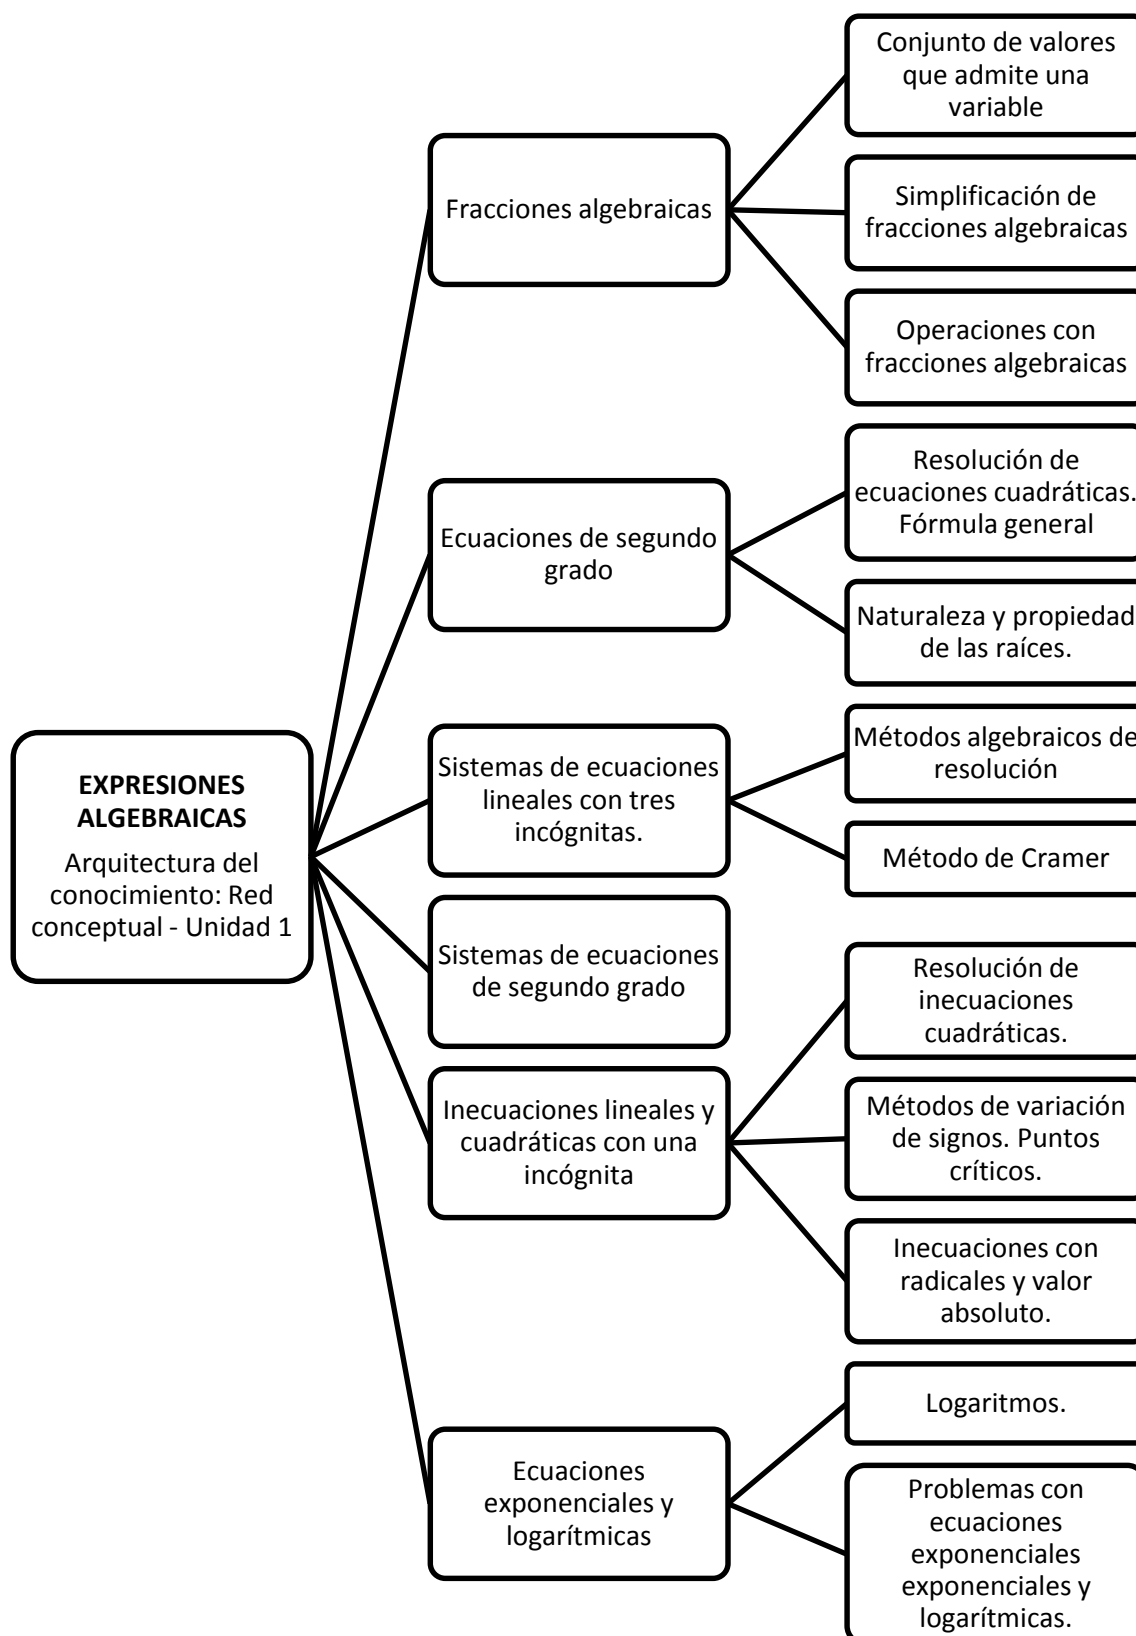 EXPRESIONES
ALGEBRAICAS
Arquitectura del
conocimiento: Red
conceptual - Unidad 1
Fracciones algebraicas
Conjunto de valores
que admite una
variable
Simplificación de
fracciones algebraicas
Operaciones con
fracciones algebraicas
Ecuaciones de segundo
grado
Resolución de
ecuaciones cuadráticas.
Fórmula general
Naturaleza y propiedad
de las raíces.
Sistemas de ecuaciones
lineales con tres
incógnitas.
Métodos algebraicos de
resolución
Método de Cramer
Sistemas de ecuaciones
de segundo grado
Inecuaciones lineales y
cuadráticas con una
incógnita
Resolución de
inecuaciones
cuadráticas.
Métodos de variación
de signos. Puntos
críticos.
Inecuaciones con
radicales y valor
absoluto.
Ecuaciones
exponenciales y
logarítmicas
Logaritmos.
Problemas con
ecuaciones
exponenciales
exponenciales y
logarítmicas.